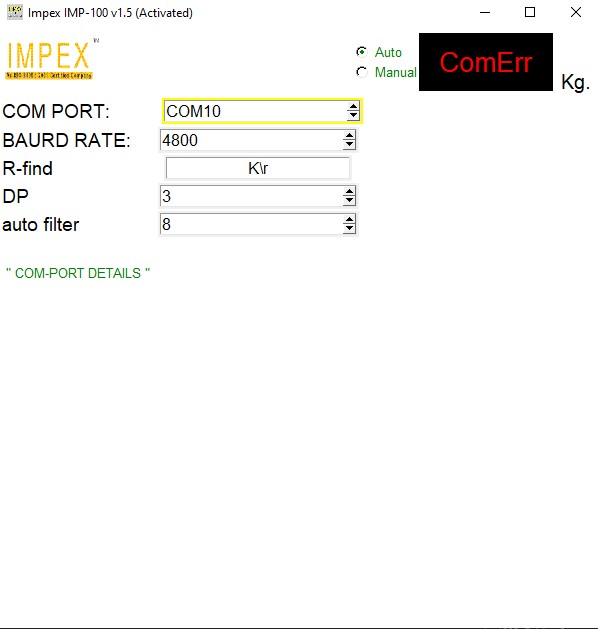 Impex IMP-100 v1.5 (Activated)
IMPEX
TM
Auto
Manual
ComErr
Kg.
COM PORT: COM10
BAURD RATE: 4800
R-find K\r
DP 3
auto filter 8
" COM-PORT DETAILS "